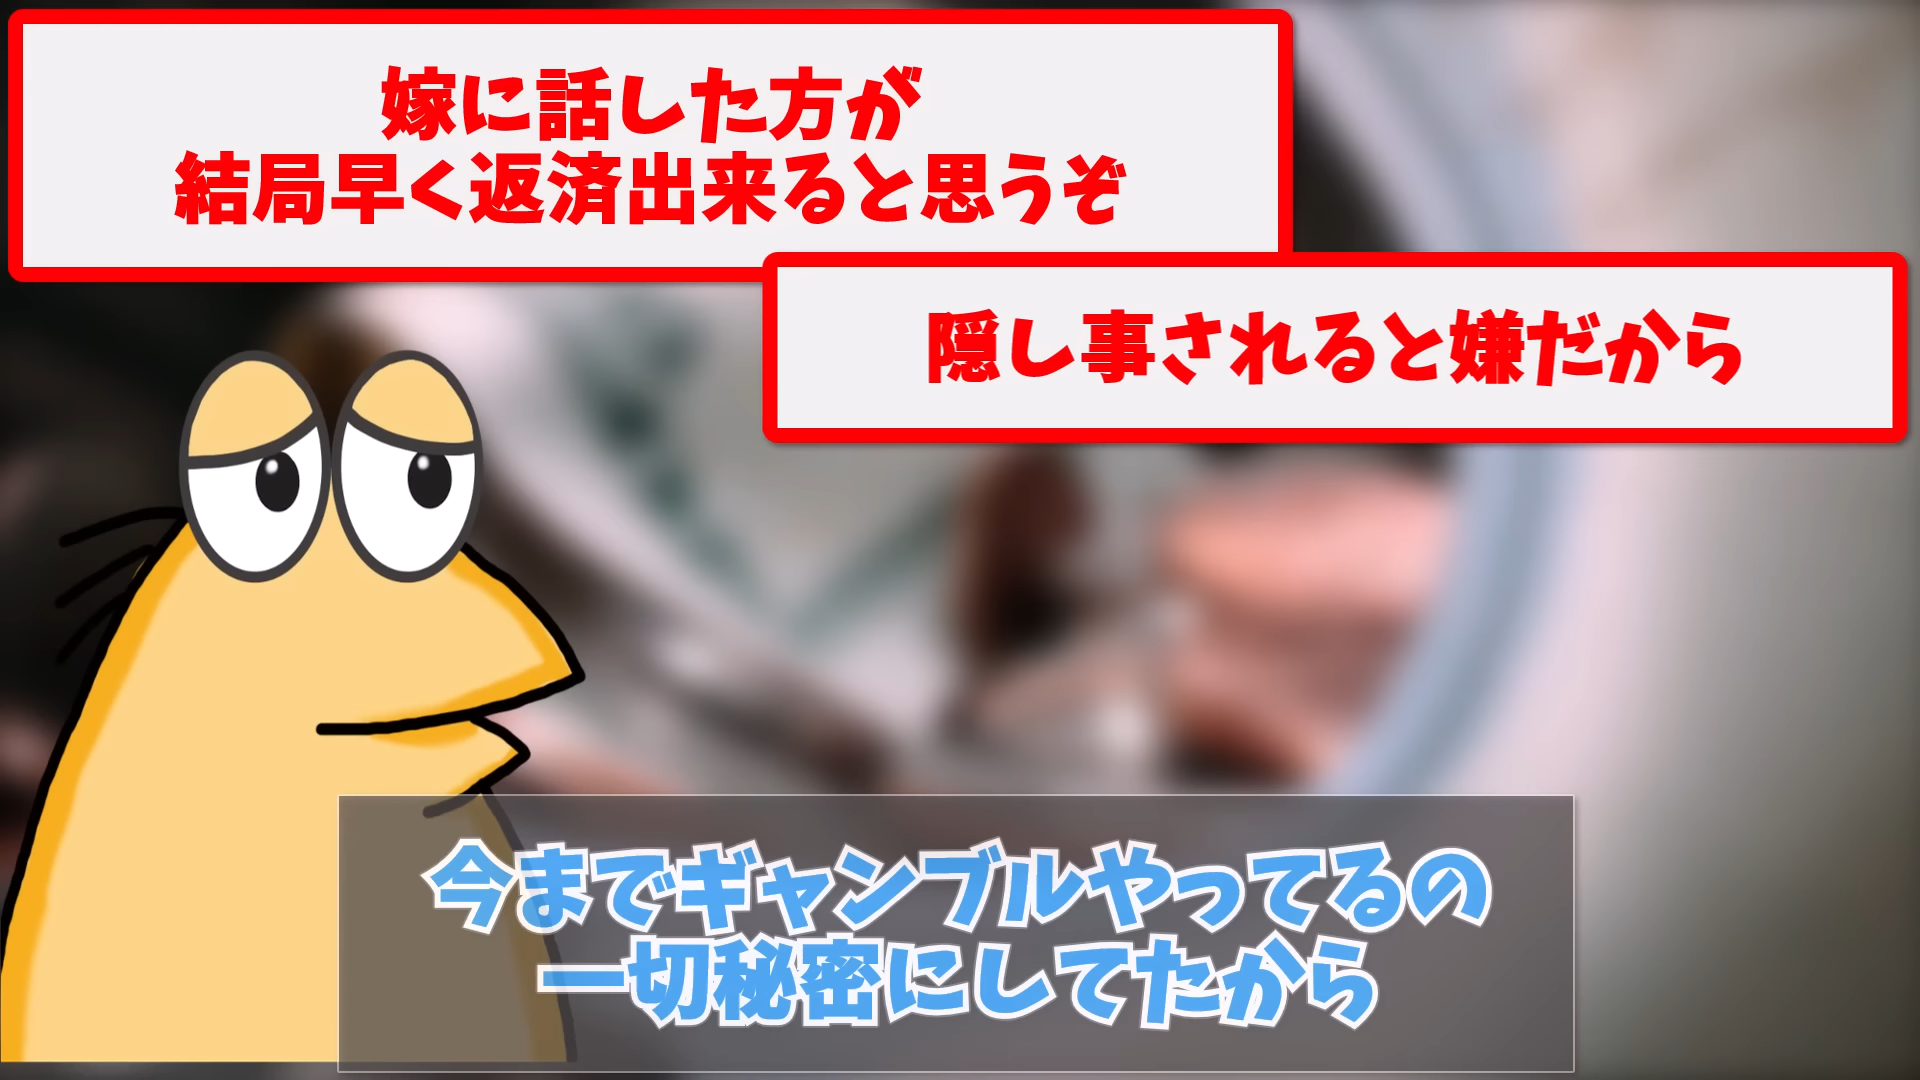 嫁に話した方が
結局早く返済出来ると思うぞ
隠し事されると嫌だから
今までギャンブルやってるの
一切秘密にしてたから